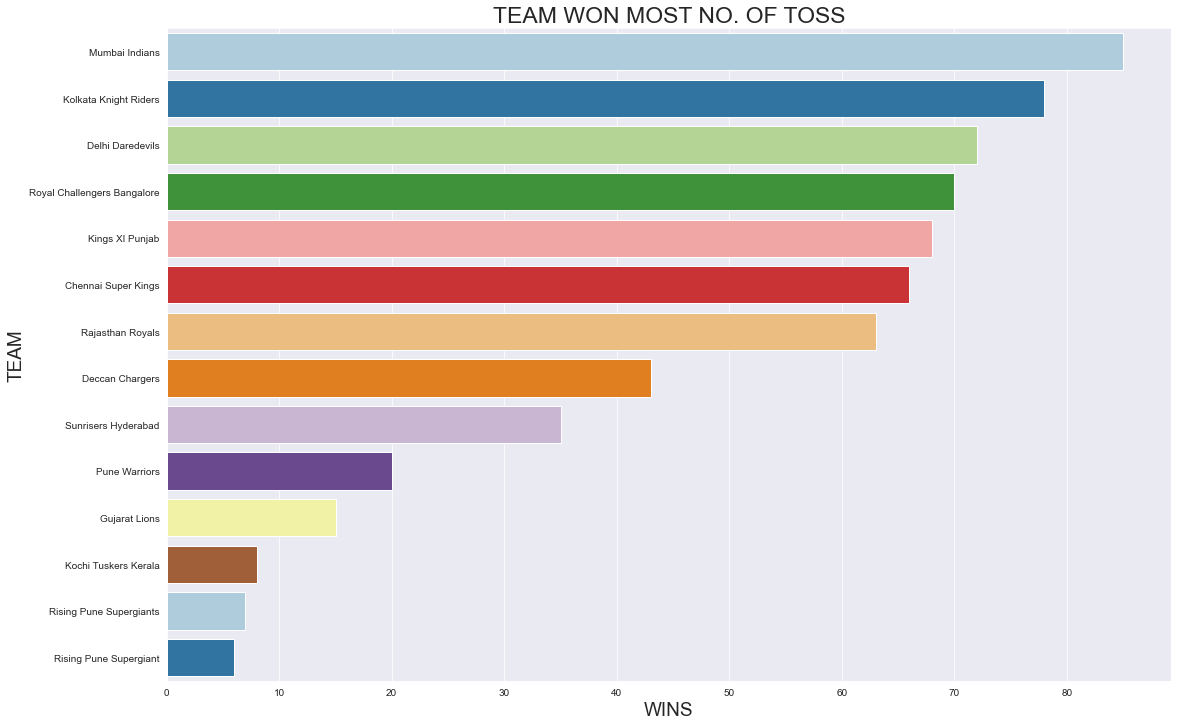 TEAM WON MOST NO. OF TOSS
Mumbai Indians
Kolkata Knight Riders
Delhi Daredevils
Royal Challengers Bangalore
Kings XI Punjab
Chennai Super Kings
Rajasthan Royals
Deccan Chargers
Sunrisers Hyderabad
Pune Warriors
Gujarat Lions
Kochi Tuskers Kerala
Rising Pune Supergiants
Rising Pune Supergiant
TEAM
0 10 20 30 40 50 60 70 80
WINS